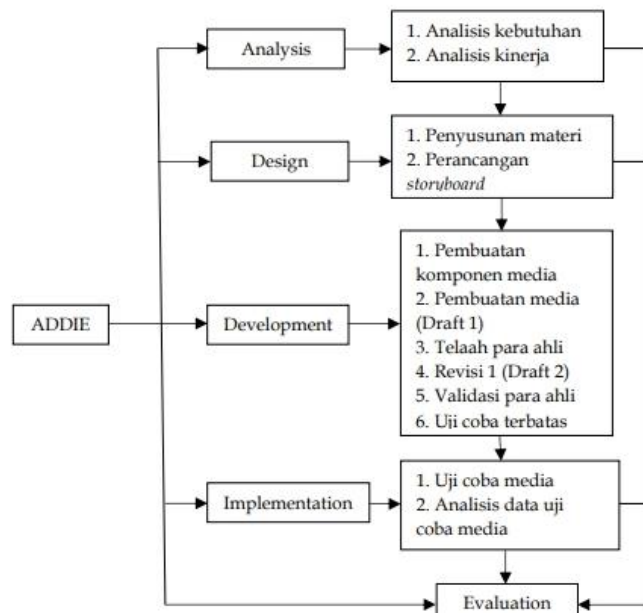 Analysis
1. Analisis kebutuhan
2. Analisis kinerja
Design
1. Penyusunan materi
2. Perancangan
storyboard
ADDIE
Development
1. Pembuatan
komponen media
2. Pembuatan media
(Draft 1)
3. Telaah para ahli
4. Revisi 1 (Draft 2)
5. Validasi para ahli
6. Uji coba terbatas
Implementation
1. Uji coba media
2. Analisis data uji
coba media
Evaluation